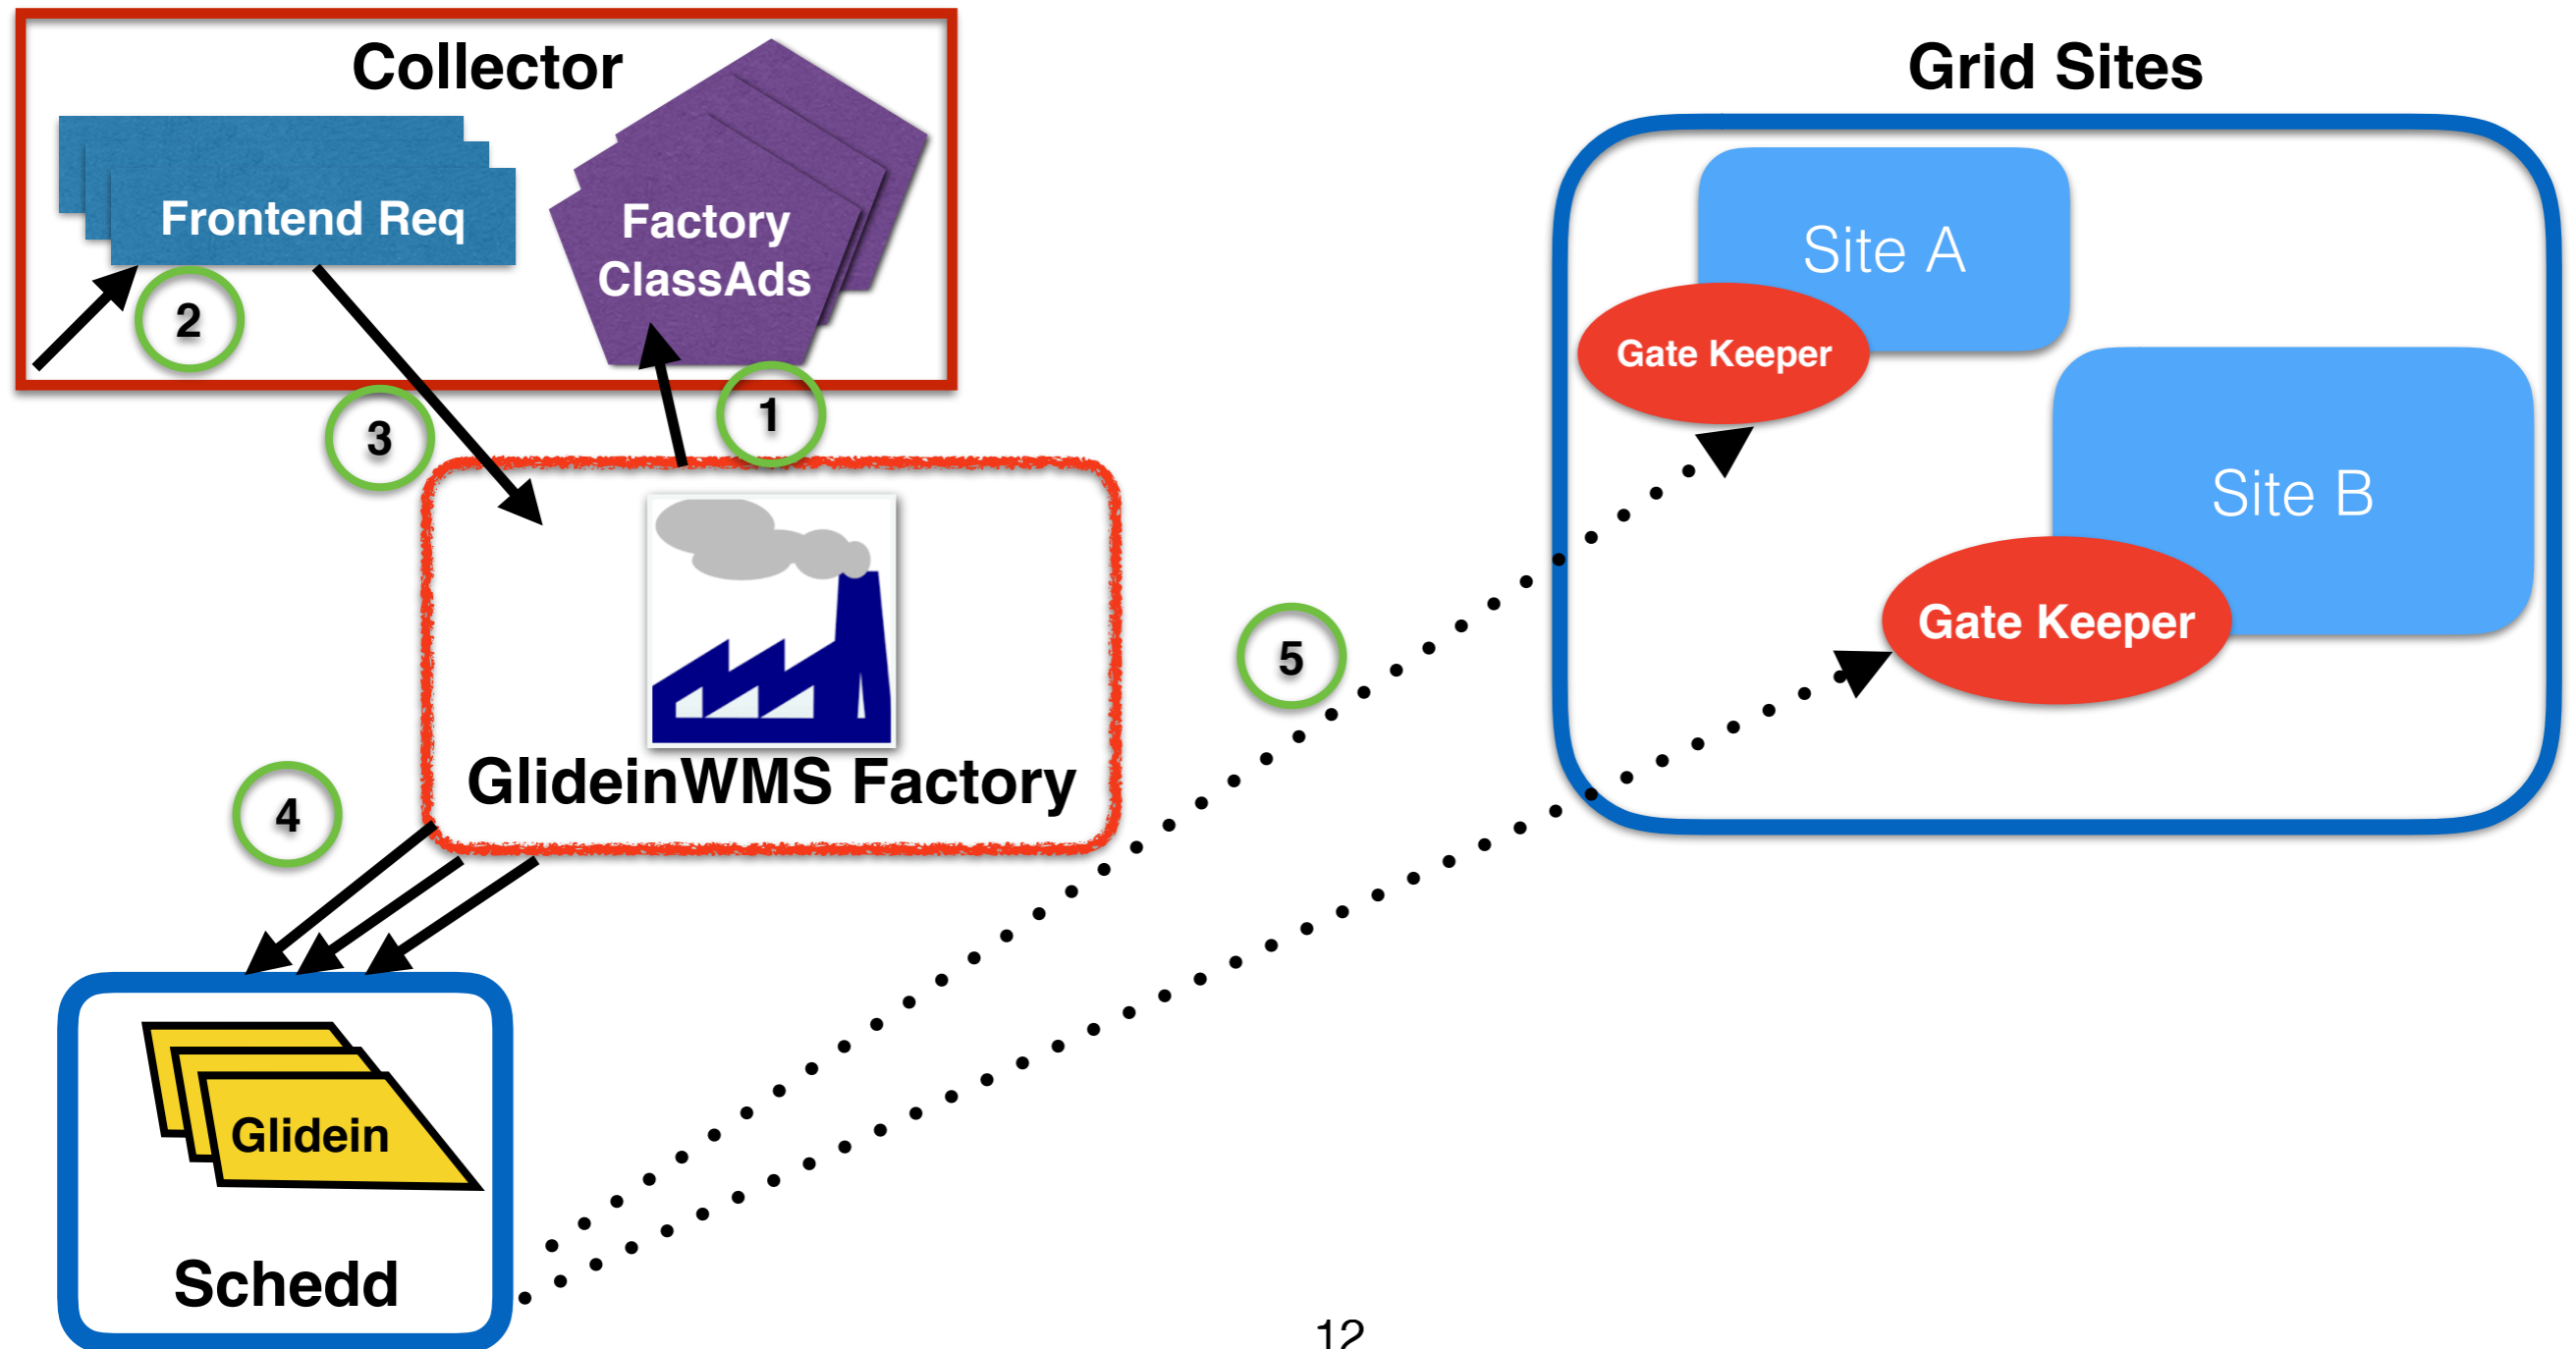 Collector
Frontend Req
Factory
ClassAds
2
3
1
GlideinWMS Factory
4
Glidein
Schedd
5
Grid Sites
Site A
Gate Keeper
Site B
Gate Keeper
12